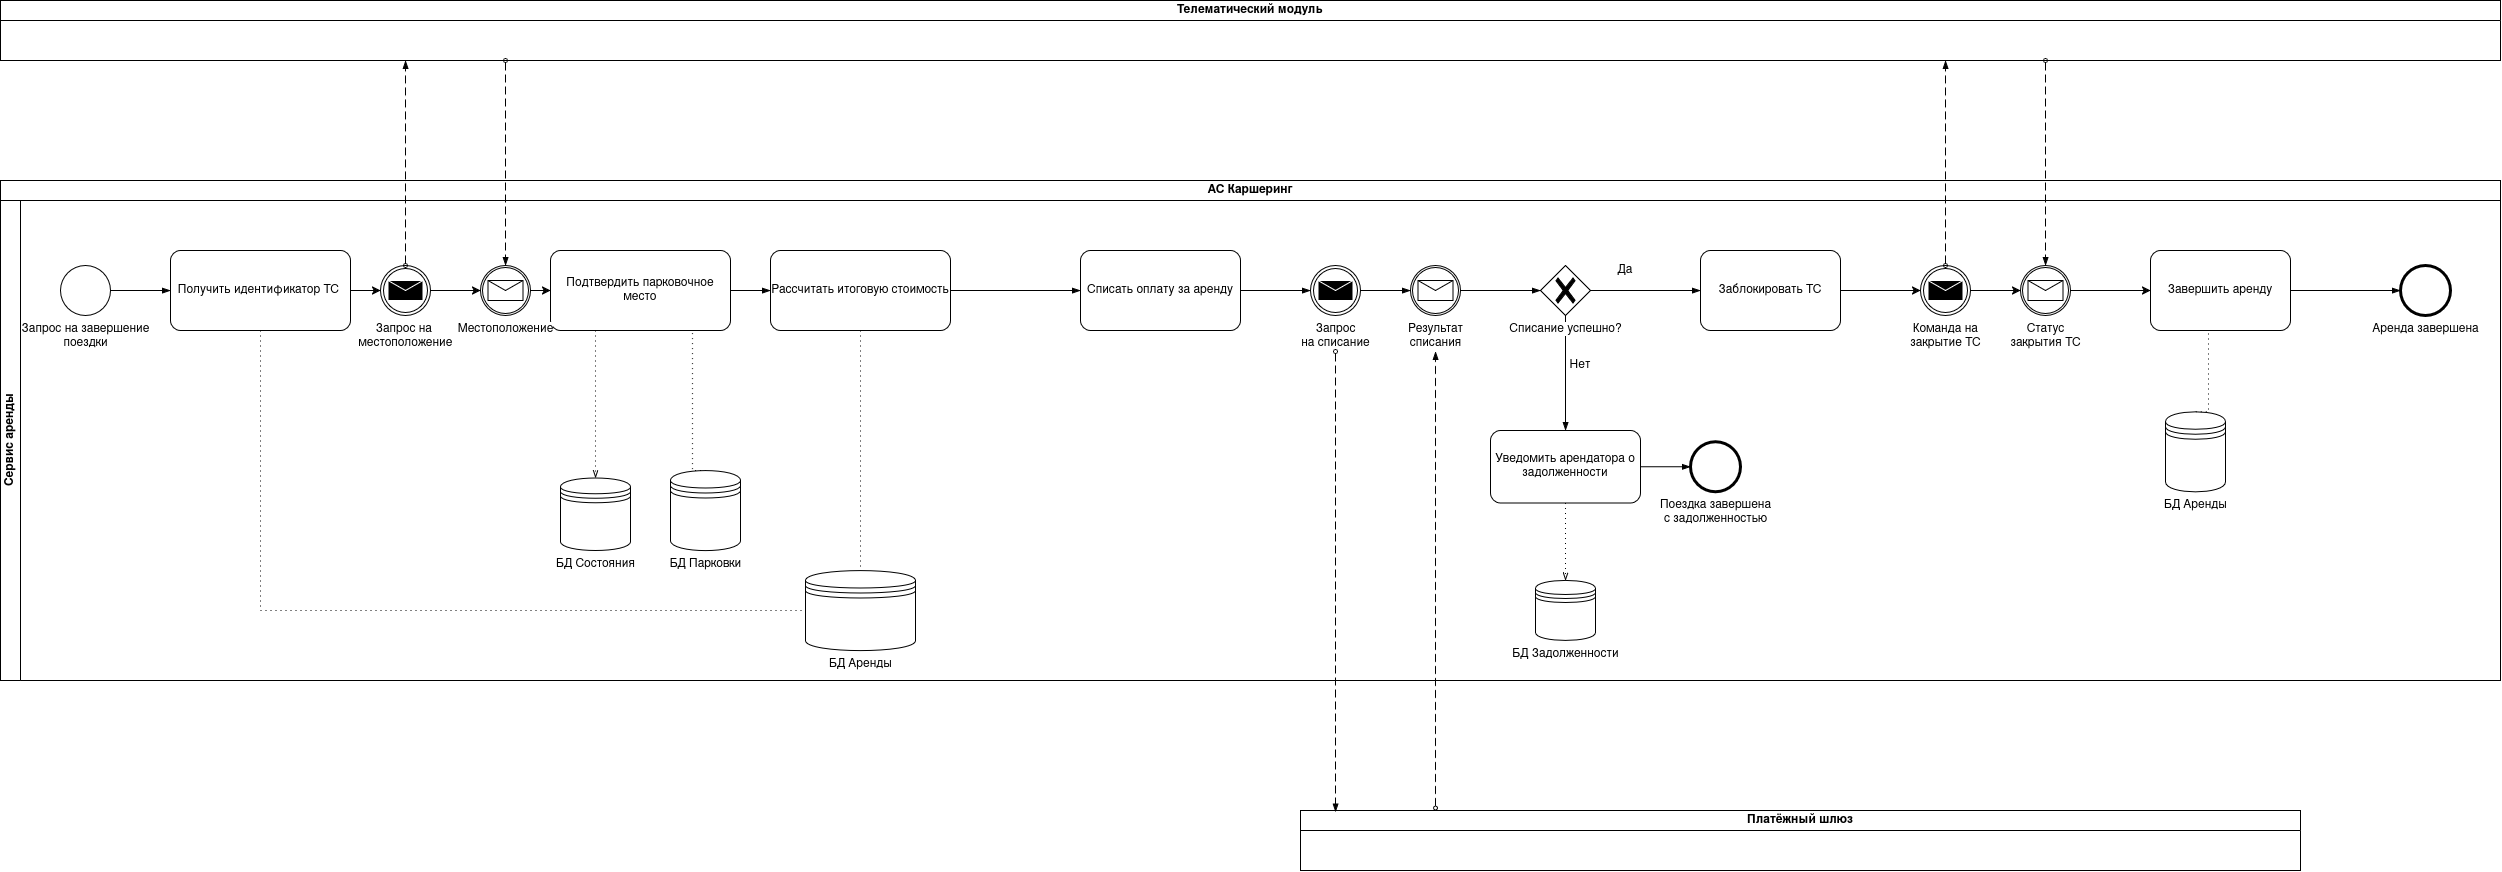 Телематический модуль
АС Каршеринг
Сервис аренды
Запрос на завершение
поездки
Получить идентификатор ТС
Запрос на
местоположение
Местоположение
Подтвердить парковочное
место
Рассчитать итоговую стоимость
Списать оплату за аренду
Запрос
на списание
Результат
списания
Списание успешно?
Да
Нет
Заблокировать ТС
Команда на
закрытие ТС
Статус
закрытия ТС
Завершить аренду
Аренда завершена
Уведомить арендатора о
задолженности
Поездка завершена
с задолженностью
БД Состояния
БД Парковки
БД Аренды
БД Задолженности
БД Аренды
Платёжный шлюз